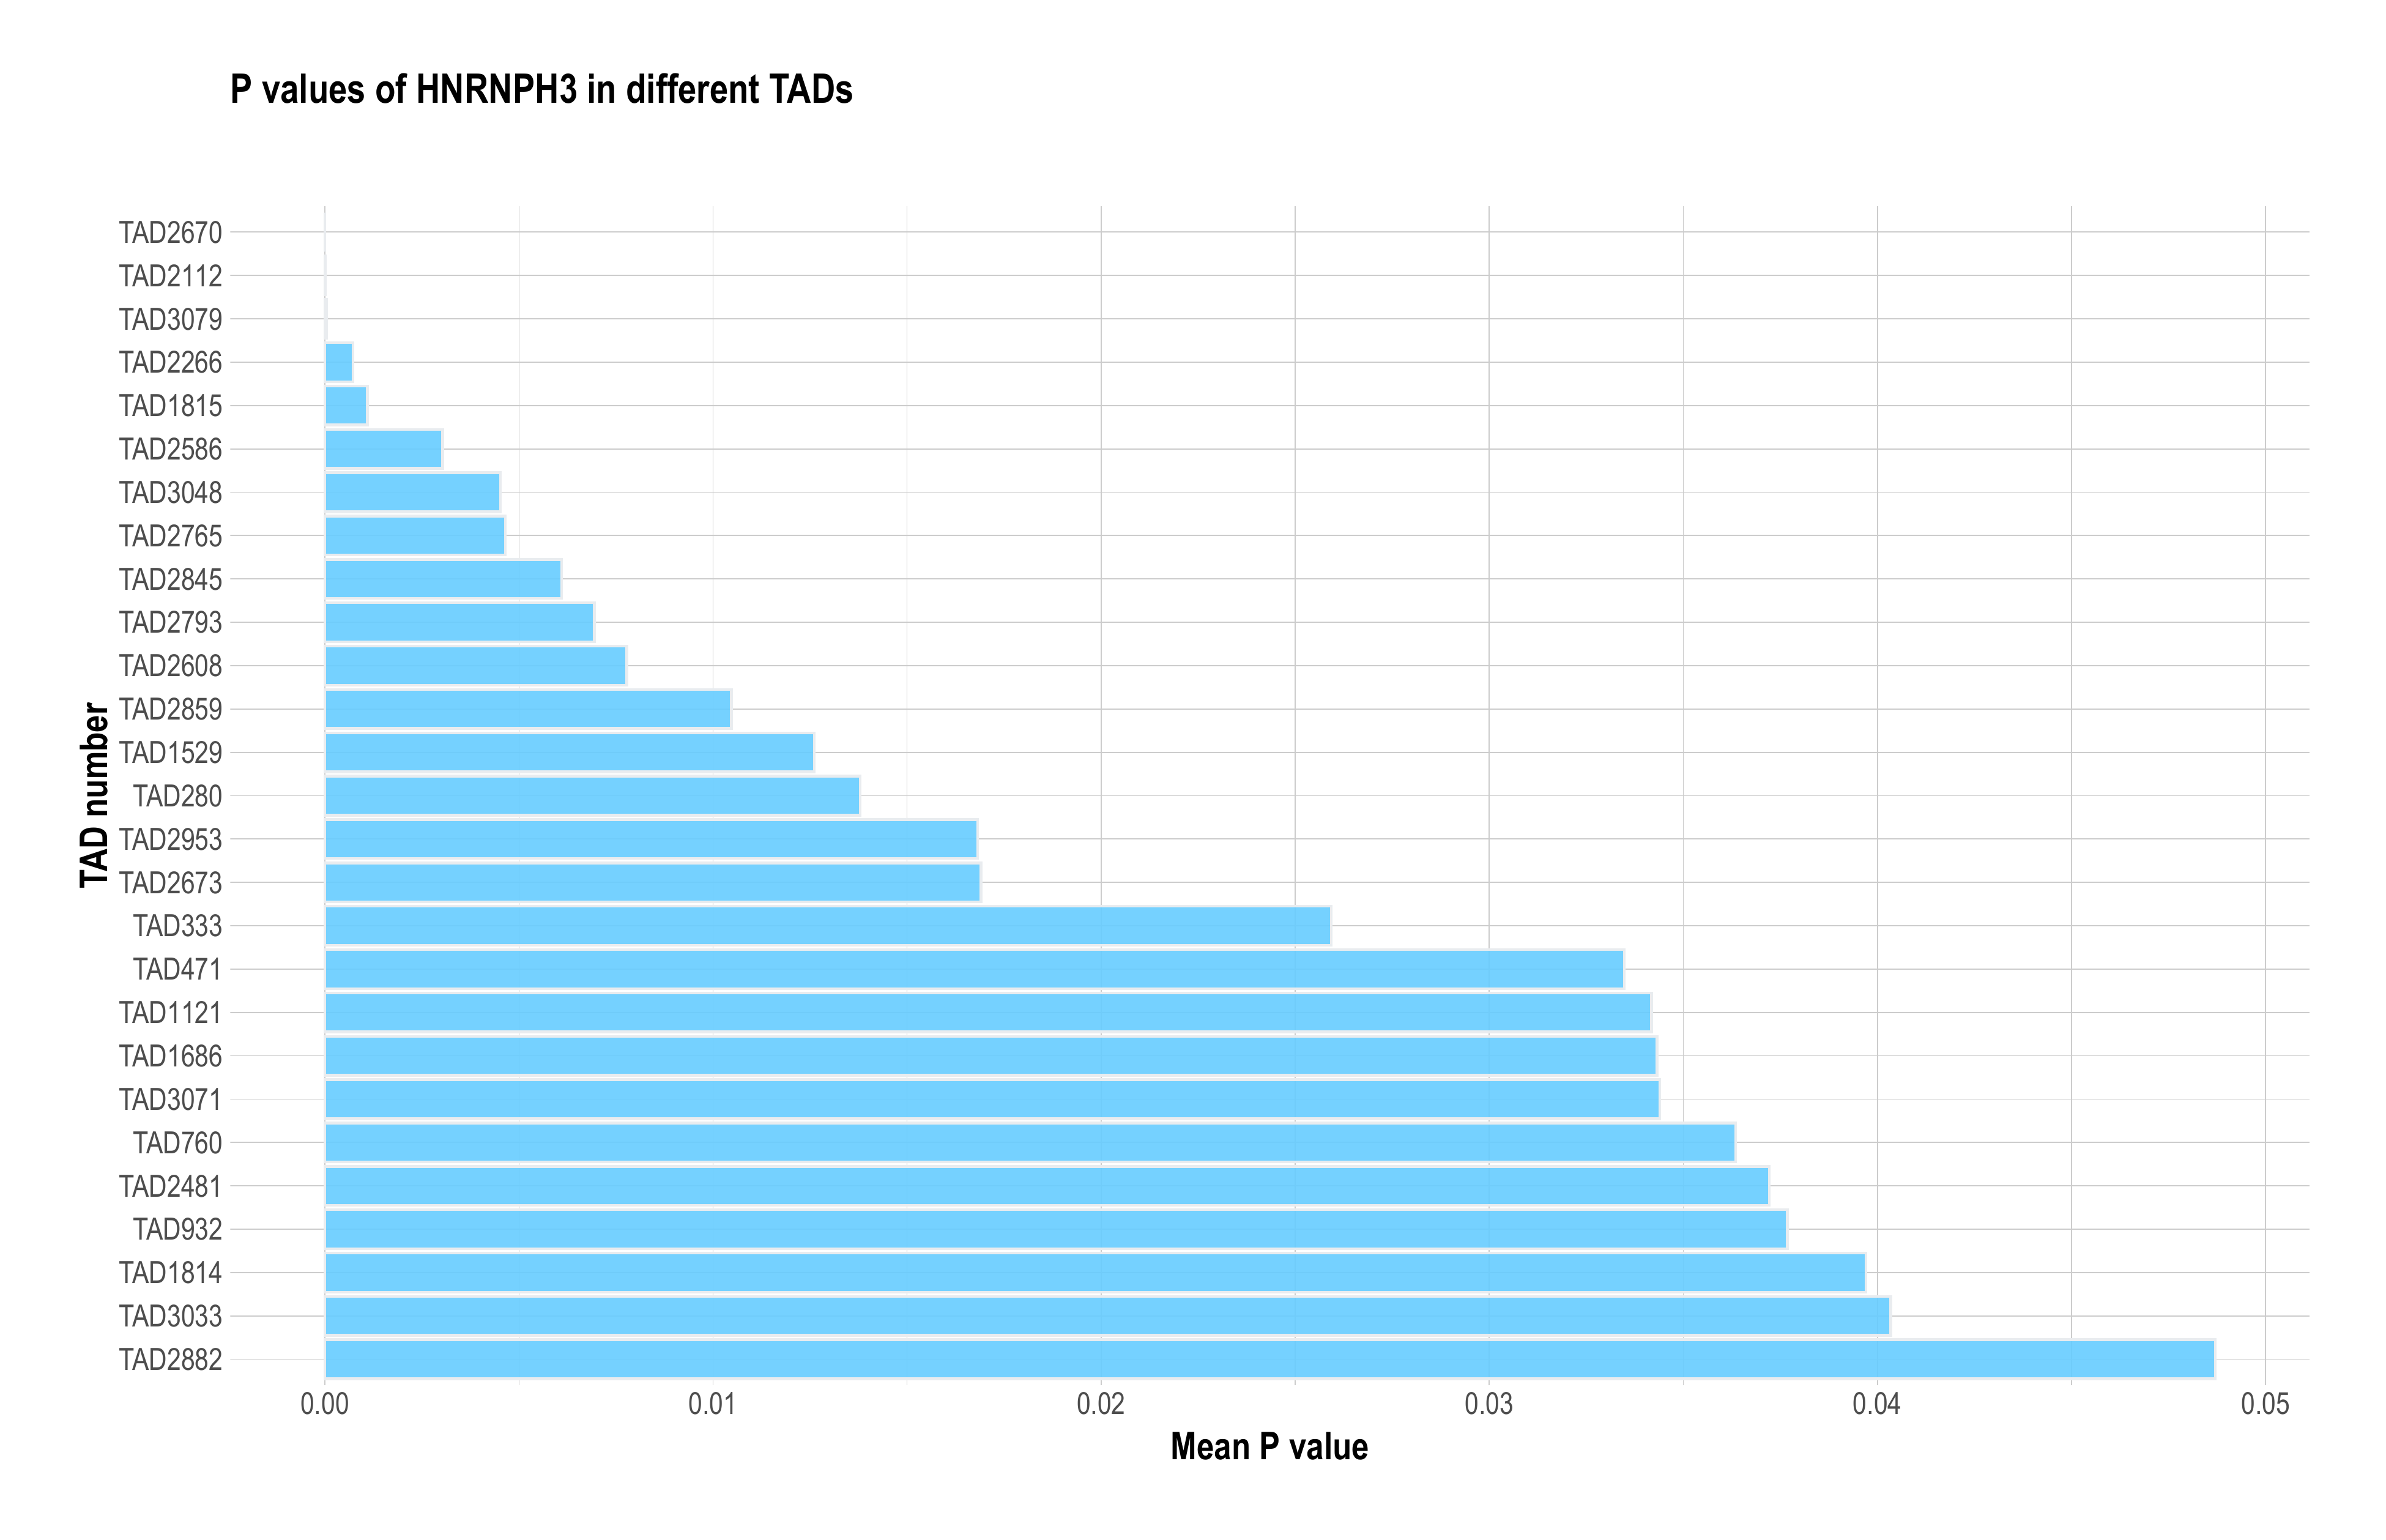 P values of HNRNPH3 in different TADs
TAD number
TAD2670
TAD2112
TAD3079
TAD2266
TAD1815
TAD2586
TAD3048
TAD2765
TAD2845
TAD2793
TAD2608
TAD2859
TAD1529
TAD280
TAD2953
TAD2673
TAD333
TAD471
TAD1121
TAD1686
TAD3071
TAD760
TAD2481
TAD932
TAD1814
TAD3033
TAD2882
0.00 0.01 0.02 0.03 0.04 0.05
Mean P value